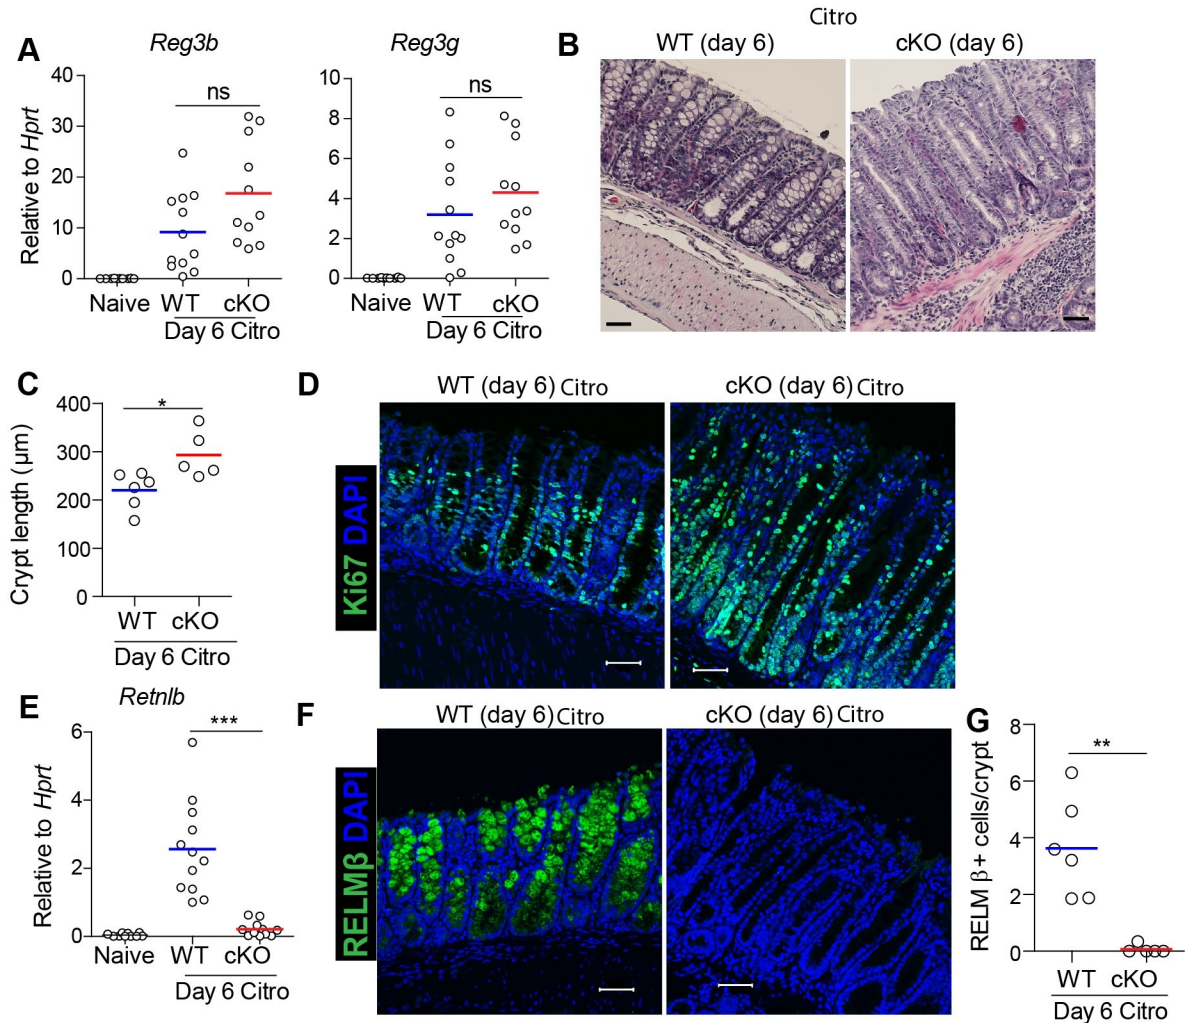 Citro
A
Reg3b
Reg3g
B
WT (day 6)
cKO (day 6)
Relative to Hprt
40
30
20
10
0
ns
Naive WT cKO
Day 6 Citro
10
8
6
4
2
0
ns
Naive WT cKO
Day 6 Citro
C
Crypt length (µm)
400
300
200
100
0
*
WT cKO
Day 6 Citro
D
WT (day 6) Citro
cKO (day 6) Citro
Ki67 DAPI
E
Retnlb
Relative to Hprt
6
4
2
0
***
Naive WT cKO
Day 6 Citro
F
WT (day 6) Citro
cKO (day 6) Citro
RELMβ DAPI
G
RELM β+ cells/crypt
8
6
4
2
0
**
WT cKO
Day 6 Citro